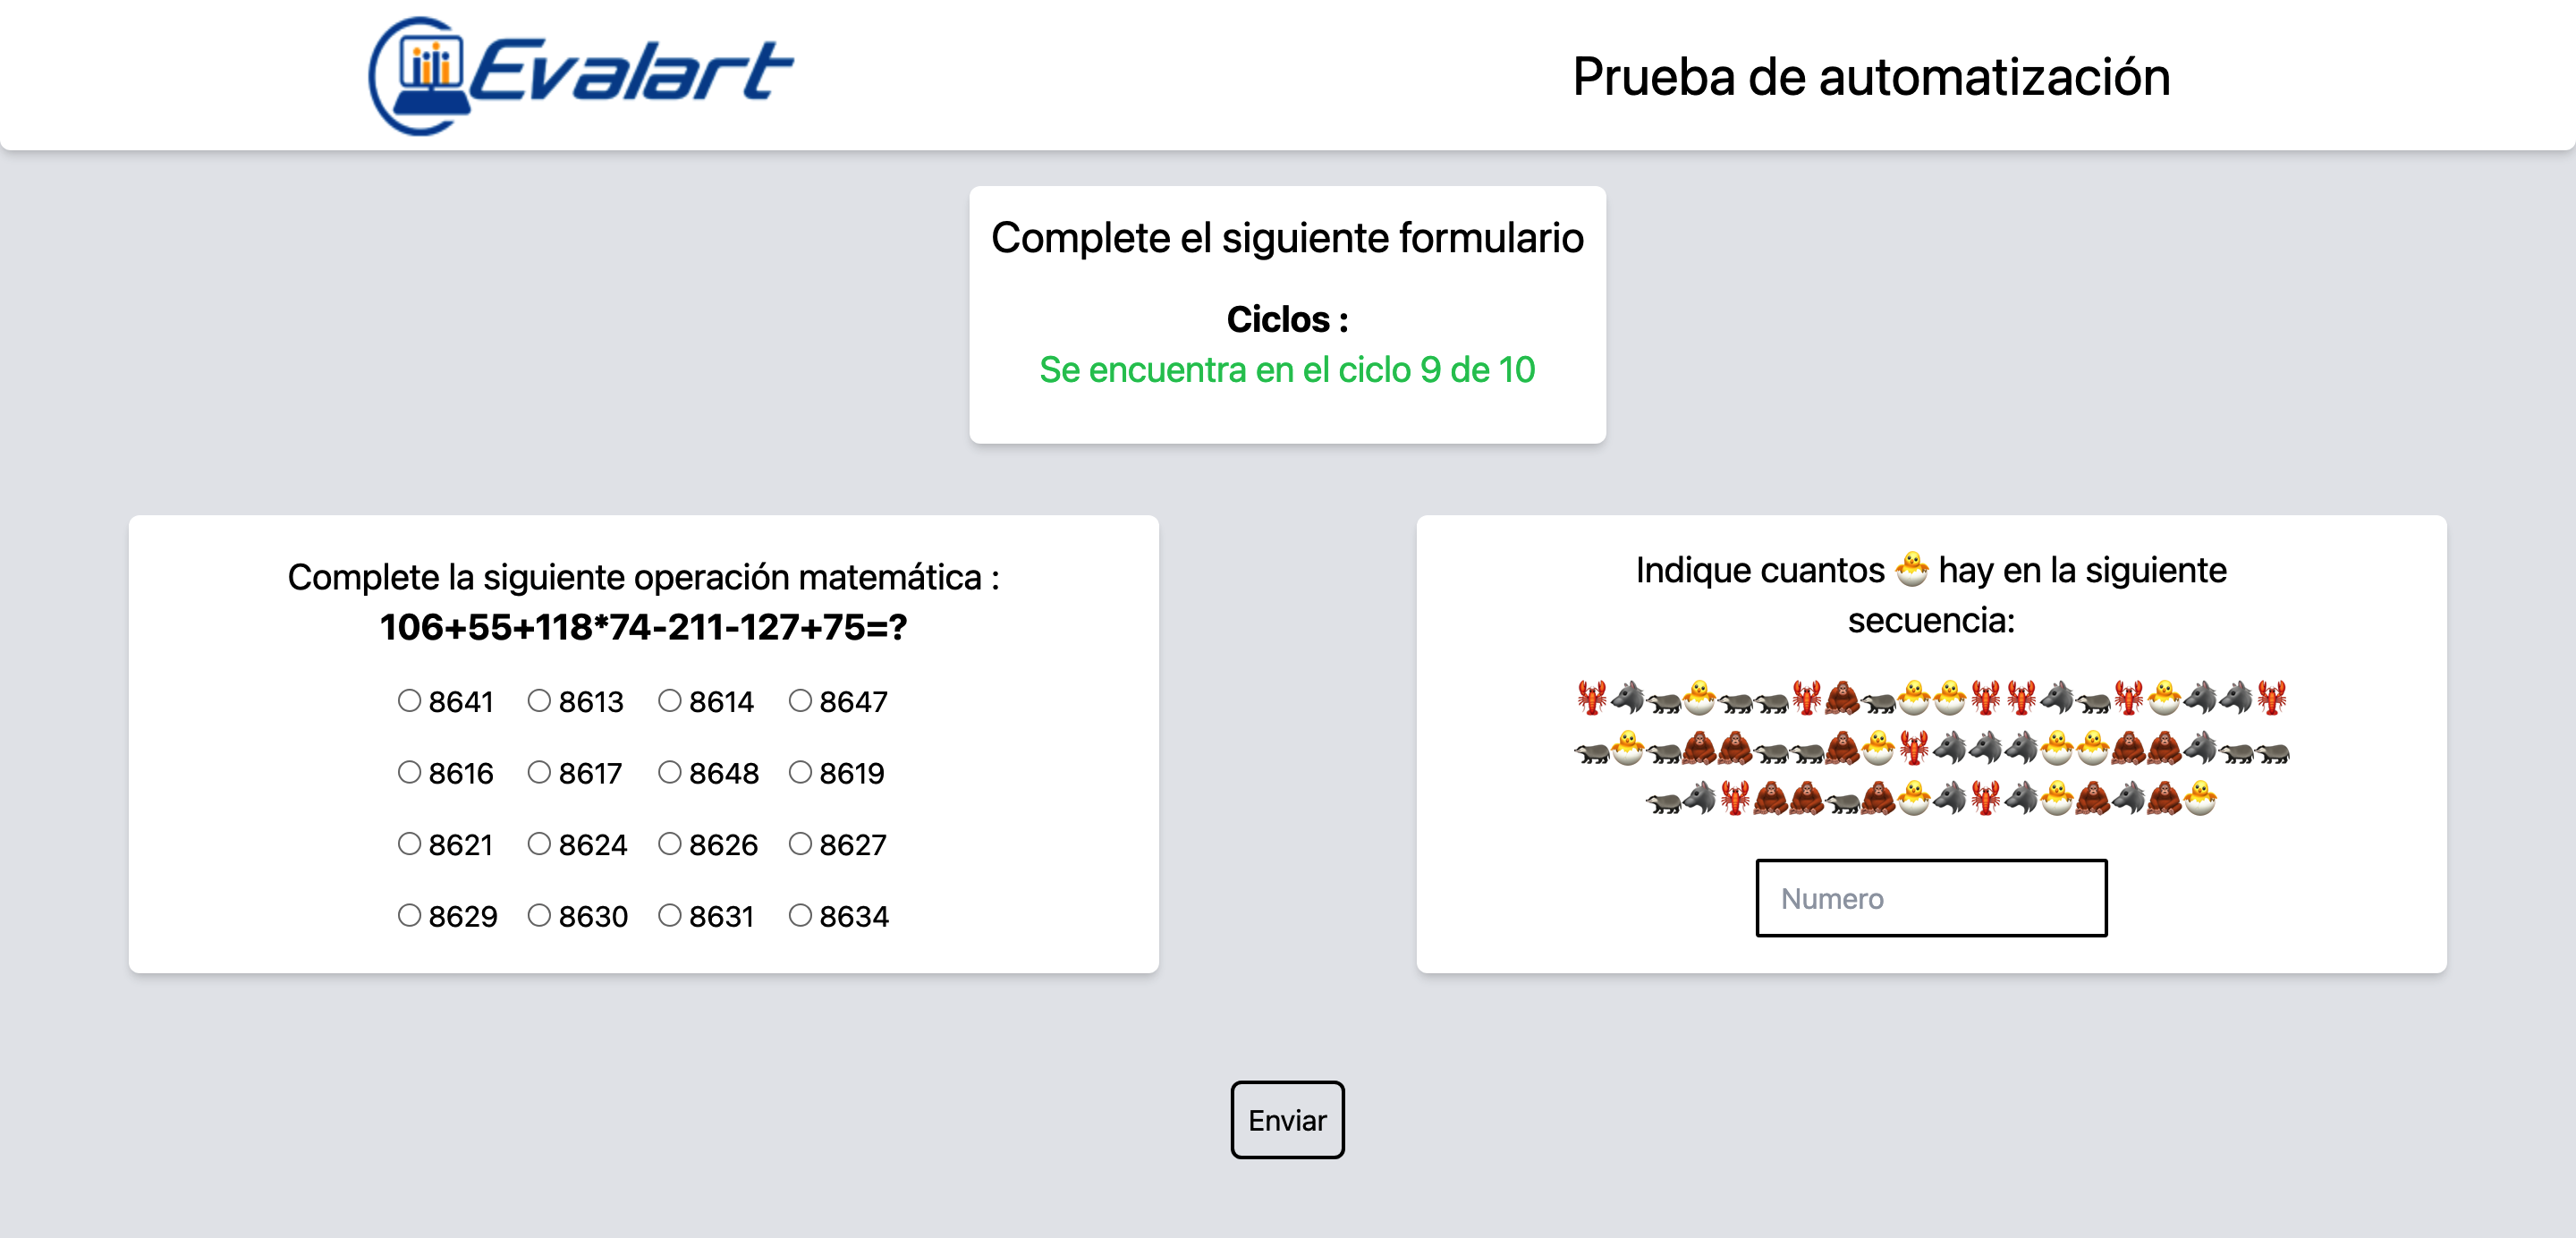 Evalart
Prueba de automatización
Complete el siguiente formulario
Ciclos :
Se encuentra en el ciclo 9 de 10
Complete la siguiente operación matemática :
106+55+118*74-211-127+75=?
8641 8613 8614 8647
8616 8617 8648 8619
8621 8624 8626 8627
8629 8630 8631 8634
Indique cuantos 🐣 hay en la siguiente
secuencia:
🦞🐺🦡🐣🦡🦡🦞🦧🦡🐣🐣🦞🦞🐺🦡🦞🐣🐺🐺🦞
🦡🐣🦡🦧🦧🦡🦡🦧🐣🦞🐺🐺🐺🐣🐣🦧🦧🐺🦡🦡
🦡🐺🦞🦧🦧🦡🦧🐣🐺🦞🐺🐣🦧🐺🦧🐣
Numero
Enviar